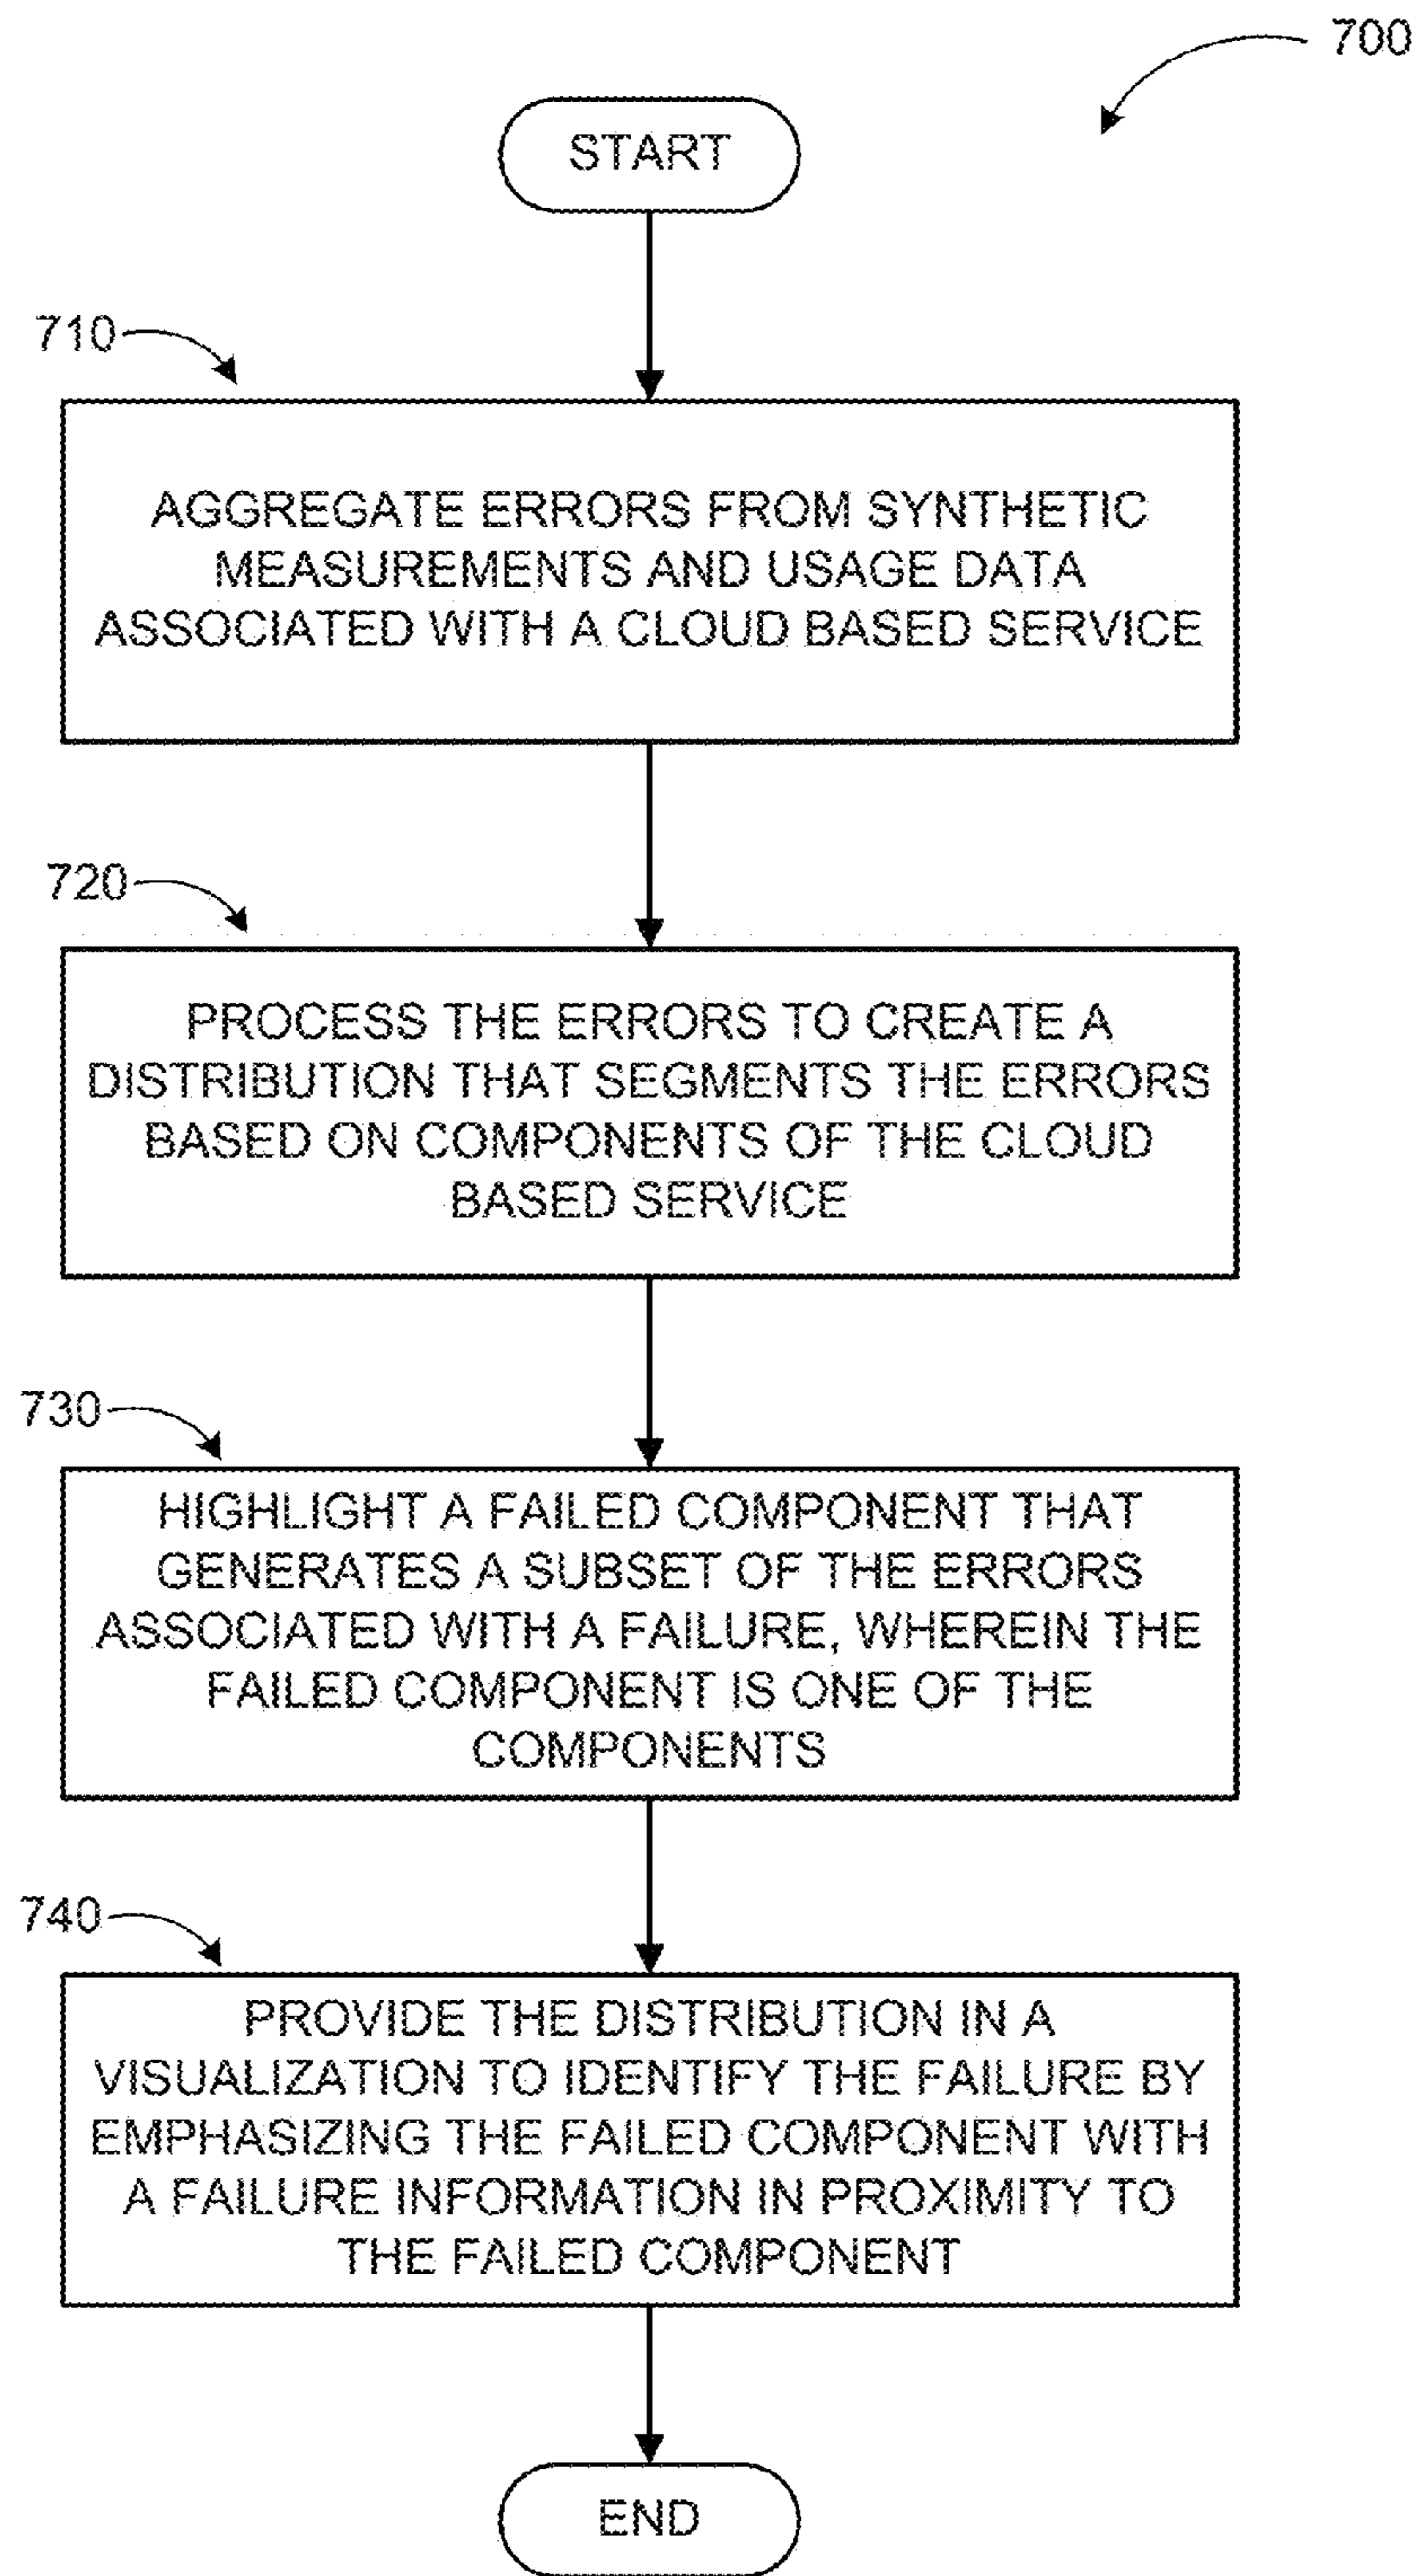 700
START
710
AGGREGATE ERRORS FROM SYNTHETIC
MEASUREMENTS AND USAGE DATA
ASSOCIATED WITH A CLOUD BASED SERVICE
720
PROCESS THE ERRORS TO CREATE A
DISTRIBUTION THAT SEGMENTS THE ERRORS
BASED ON COMPONENTS OF THE CLOUD
BASED SERVICE
730
HIGHLIGHT A FAILED COMPONENT THAT
GENERATES A SUBSET OF THE ERRORS
ASSOCIATED WITH A FAILURE, WHEREIN THE
FAILED COMPONENT IS ONE OF THE
COMPONENTS
740
PROVIDE THE DISTRIBUTION IN A
VISUALIZATION TO IDENTIFY THE FAILURE BY
EMPHASIZING THE FAILED COMPONENT WITH
A FAILURE INFORMATION IN PROXIMITY TO
THE FAILED COMPONENT
END